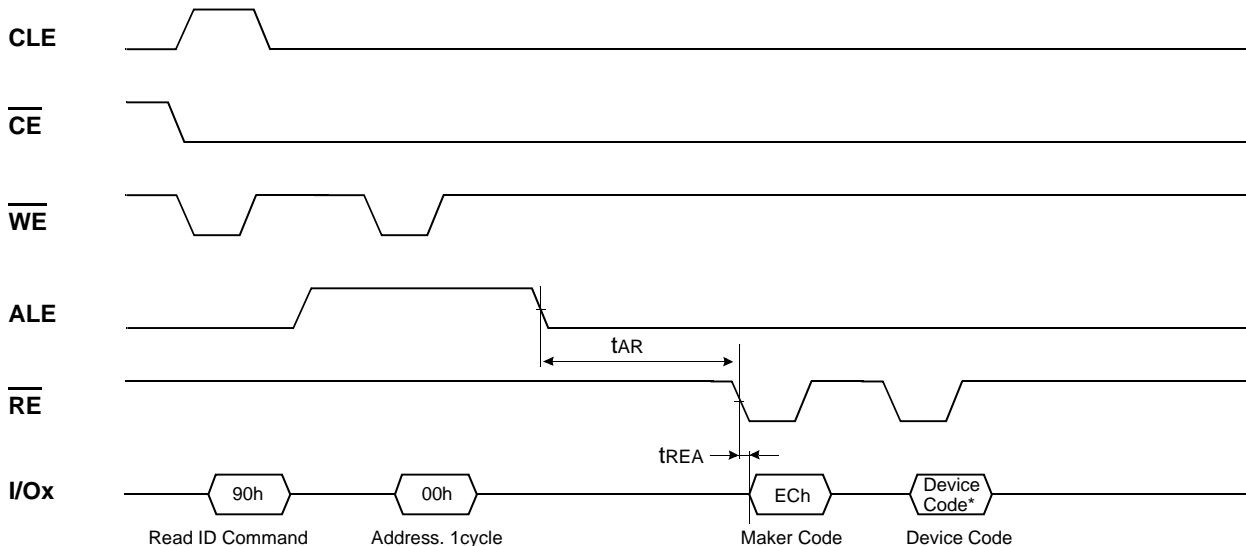 CLE
CE
WE
ALE
tAR
RE
tREA
I/Ox
90h
00h
ECh
Device
Code*
Read ID Command
Address. 1cycle
Maker Code
Device Code